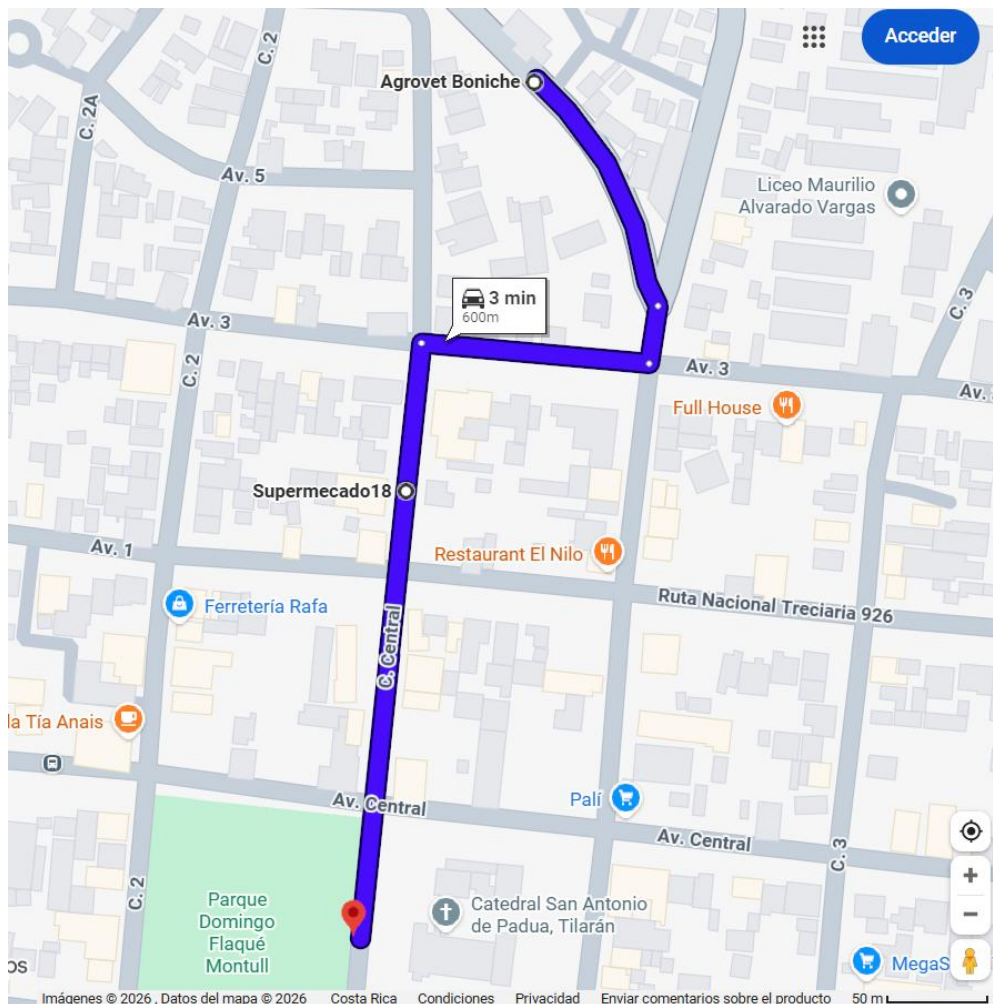 Acceder
Agrovet Boniche
C. 2
C. 2A
Av. 5
Liceo Maurilio
Alvarado Vargas
3 min
600m
C. 3
Av. 3
C. 2
Av. 3
Av.
Full House
Supermecado18
Av. 1
Restaurant El Nilo
Ferretería Rafa
Ruta Nacional Treciaria 926
C. Central
la Tía Anais
Av. Central
Palí
Av. Central
C. 3
C. 2
Parque
Domingo
Flaqué
Montull
Catedral San Antonio
de Padua, Tilarán
os
MegaS
Imágenes © 2026 , Datos del mapa © 2026 Costa Rica Condiciones Privacidad Enviar comentarios sobre el producto 50 m